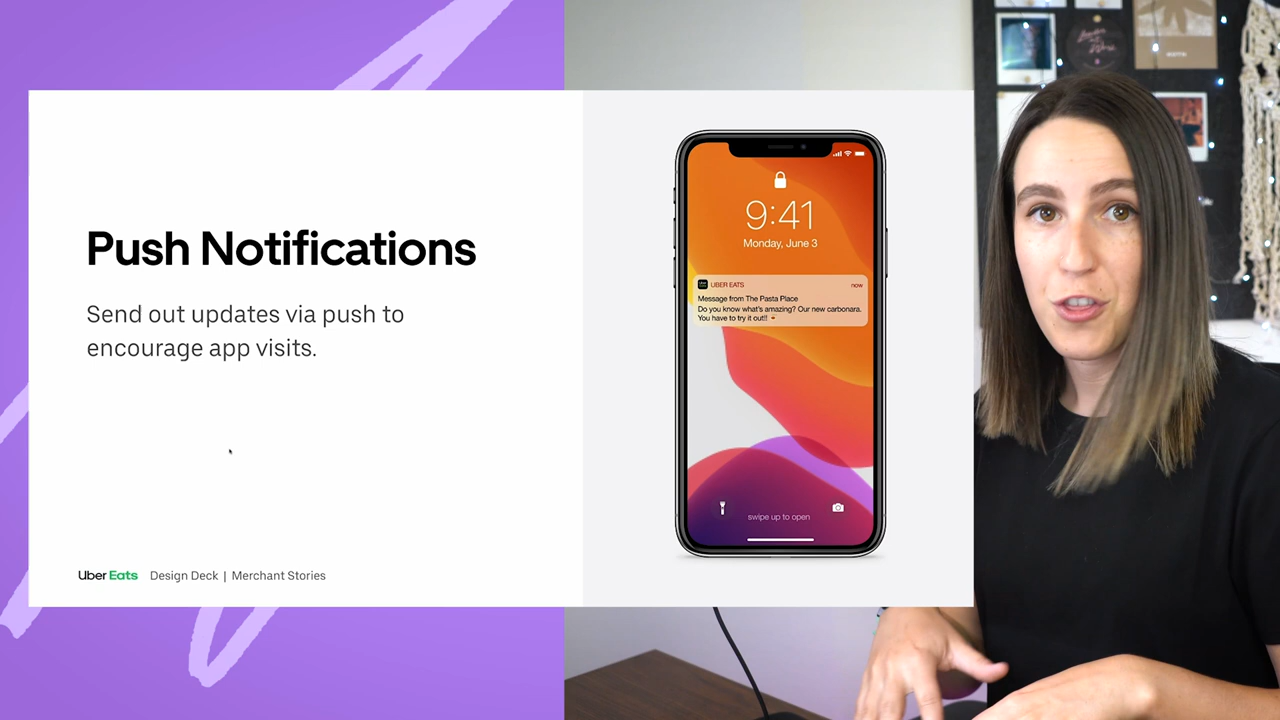 Push Notifications
Send out updates via push to
encourage app visits.
Uber Eats Design Deck | Merchant Stories
9:41
Monday, June 3
UBER EATS now
Message from The Pasta Place
Do you know what's amazing? Our new carbonara.
You have to try it out!! 🍝
swipe up to open